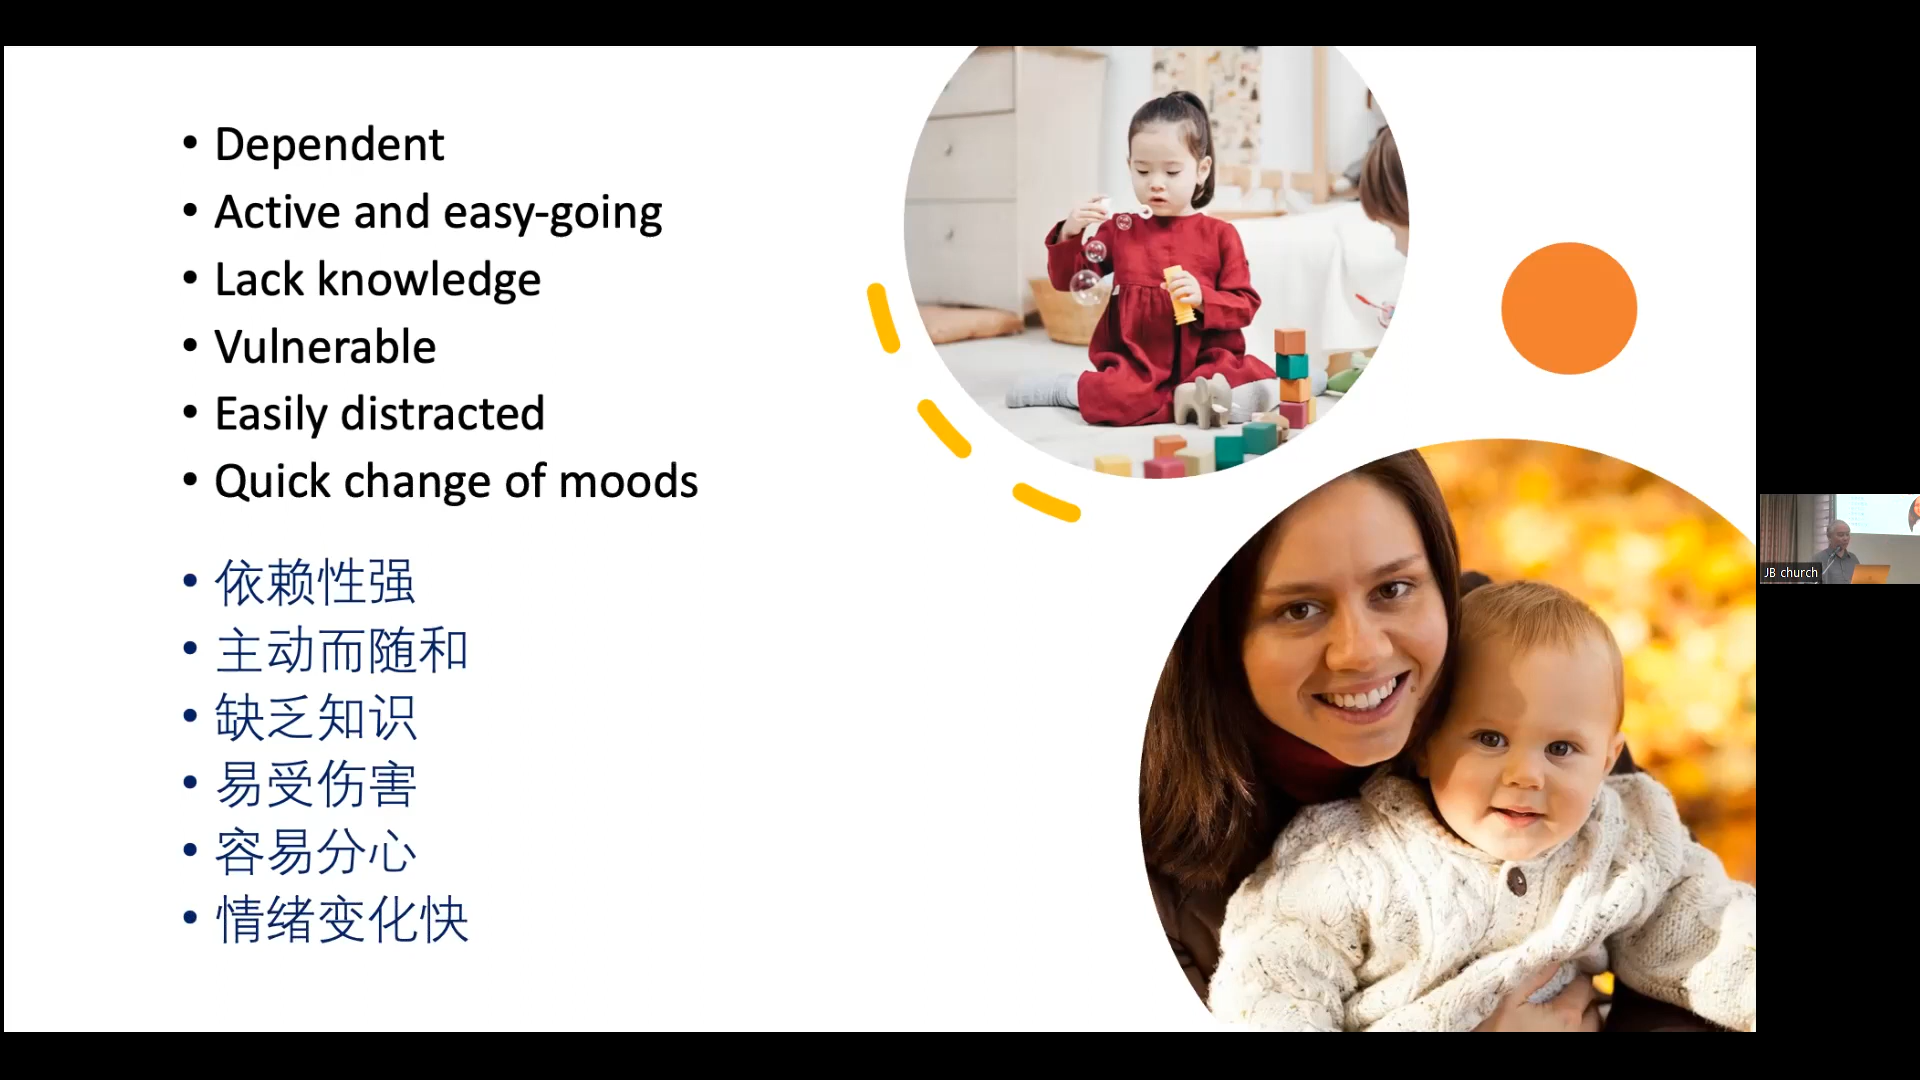 • Dependent
• Active and easy-going
• Lack knowledge
• Vulnerable
• Easily distracted
• Quick change of moods
• 依赖性强
• 主动而随和
• 缺乏知识
• 易受伤害
• 容易分心
• 情绪变化快
JB church